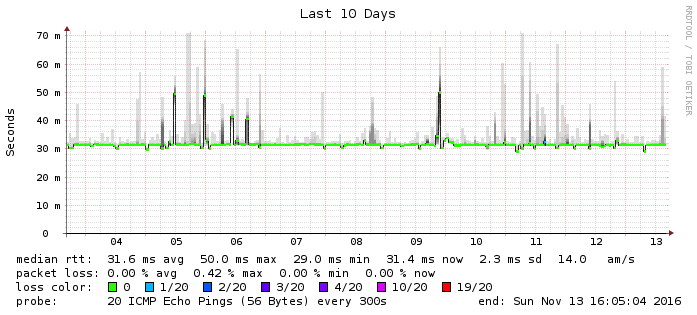 Last 10 Days
RRDTOOL / TOBI OETIKER
Seconds
70 m
60 m
50 m
40 m
30 m
20 m
10 m
0
04 05 06 07 08 09 10 11 12 13
median rtt: 31.6 ms avg 50.0 ms max 29.0 ms min 31.4 ms now 2.3 ms sd 14.0 am/s
packet loss: 0.00 % avg 0.42 % max 0.00 % min 0.00 % now
loss color: 0 1/20 2/20 3/20 4/20 10/20 19/20
probe: 20 ICMP Echo Pings (56 Bytes) every 300s end: Sun Nov 13 16:05:04 2016